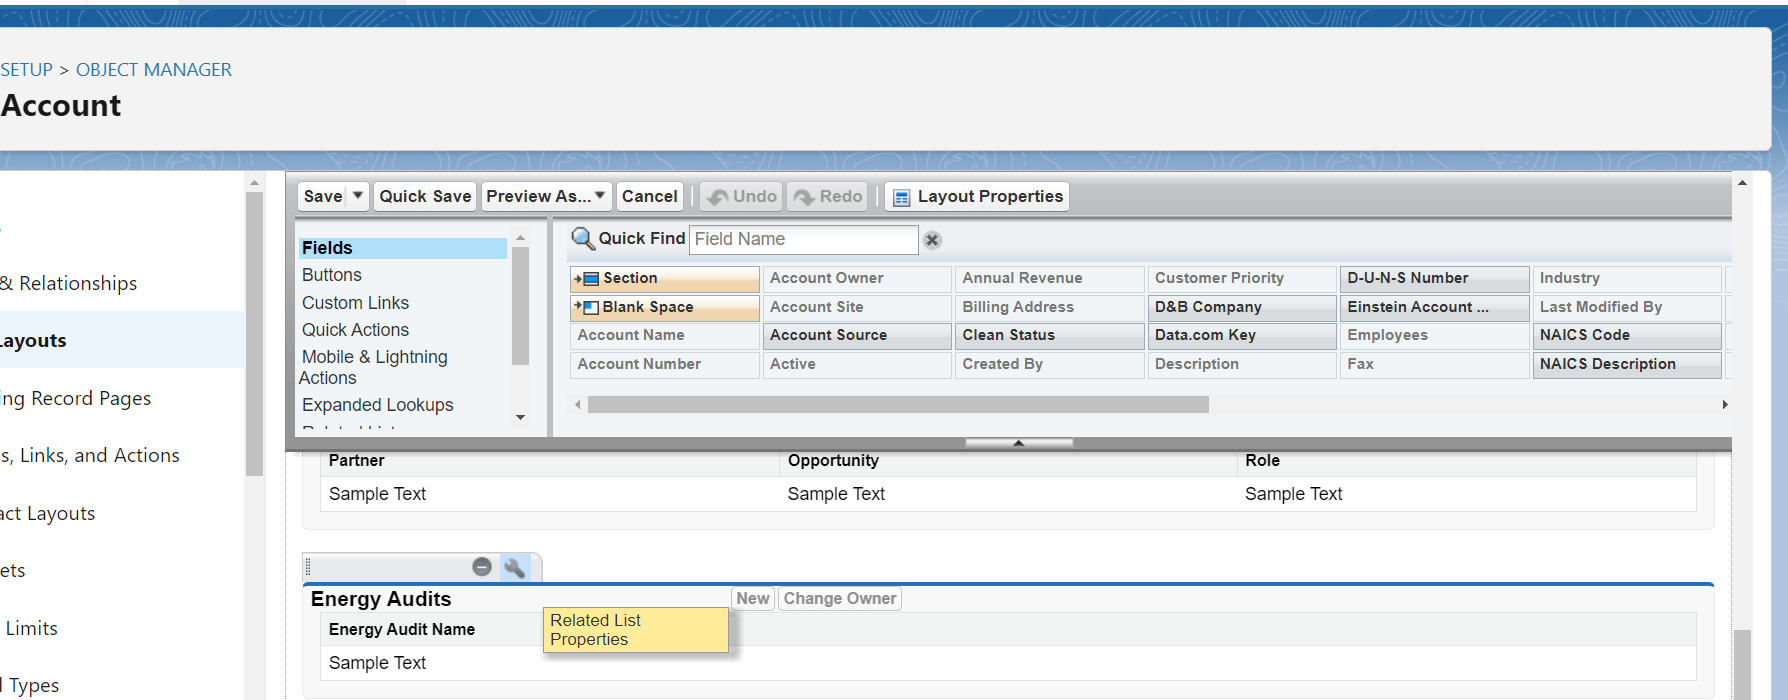 SETUP > OBJECT MANAGER
Account
& Relationships
Layouts
ing Record Pages
s, Links, and Actions
act Layouts
ets
Limits
Types
Save
Quick Save
Preview As...
Cancel
Undo
Redo
Layout Properties
Fields
Buttons
Custom Links
Quick Actions
Mobile & Lightning
Actions
Expanded Lookups
Quick Find
Field Name
Section
Account Owner
Annual Revenue
Customer Priority
D-U-N-S Number
Industry
Blank Space
Account Site
Billing Address
D&B Company
Einstein Account ...
Last Modified By
Account Name
Account Source
Clean Status
Data.com Key
Employees
NAICS Code
Account Number
Active
Created By
Description
Fax
NAICS Description
Partner
Opportunity
Role
Sample Text
Sample Text
Sample Text
Energy Audits
New
Change Owner
Related List
Properties
Energy Audit Name
Sample Text